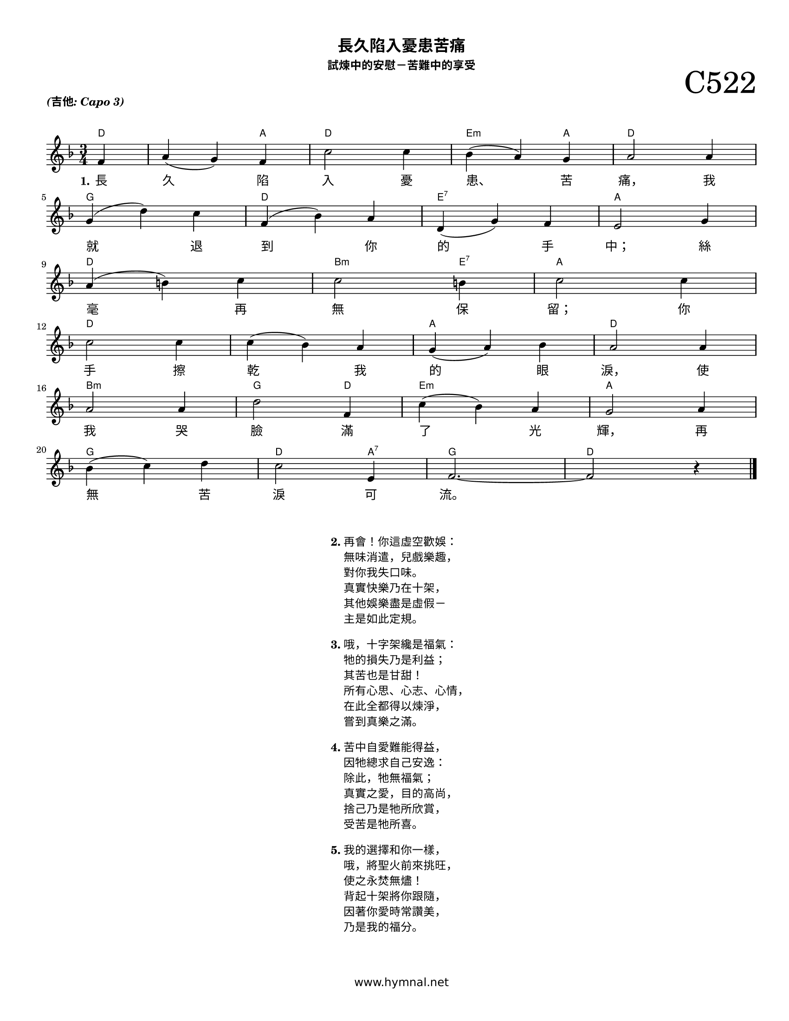 長久陷入憂患苦痛
試煉中的安慰－苦難中的享受
C522
(吉他: Capo 3)
D A D Em A D
1. 長 久 陷 入 憂 患、 苦 痛， 我
5 G D E7 A
就 退 到 你 的 手 中； 絲
9 D Bm E7 A
毫 再 無 保 留； 你
12 D A D
手 擦 乾 我 的 眼 淚， 使
16 Bm G D Em A
我 哭 臉 滿 了 光 輝， 再
20 G D A7 G D
無 苦 淚 可 流。
2. 再會！你這虛空歡娛：
無味消遣，兒戲樂趣，
對你我失口味。
真實快樂乃在十架，
其他娛樂盡是虛假－
主是如此定規。
3. 哦，十字架纔是福氣：
牠的損失乃是利益；
其苦也是甘甜！
所有心思、心志、心情，
在此全都得以煉淨，
嘗到真樂之滿。
4. 苦中自愛難能得益，
因牠總求自己安逸：
除此，牠無福氣；
真實之愛，目的高尚，
捨己乃是牠所欣賞，
受苦是牠所喜。
5. 我的選擇和你一樣，
哦，將聖火前來挑旺，
使之永焚無燼！
背起十架將你跟隨，
因著你愛時常讚美，
乃是我的福分。
www.hymnal.net